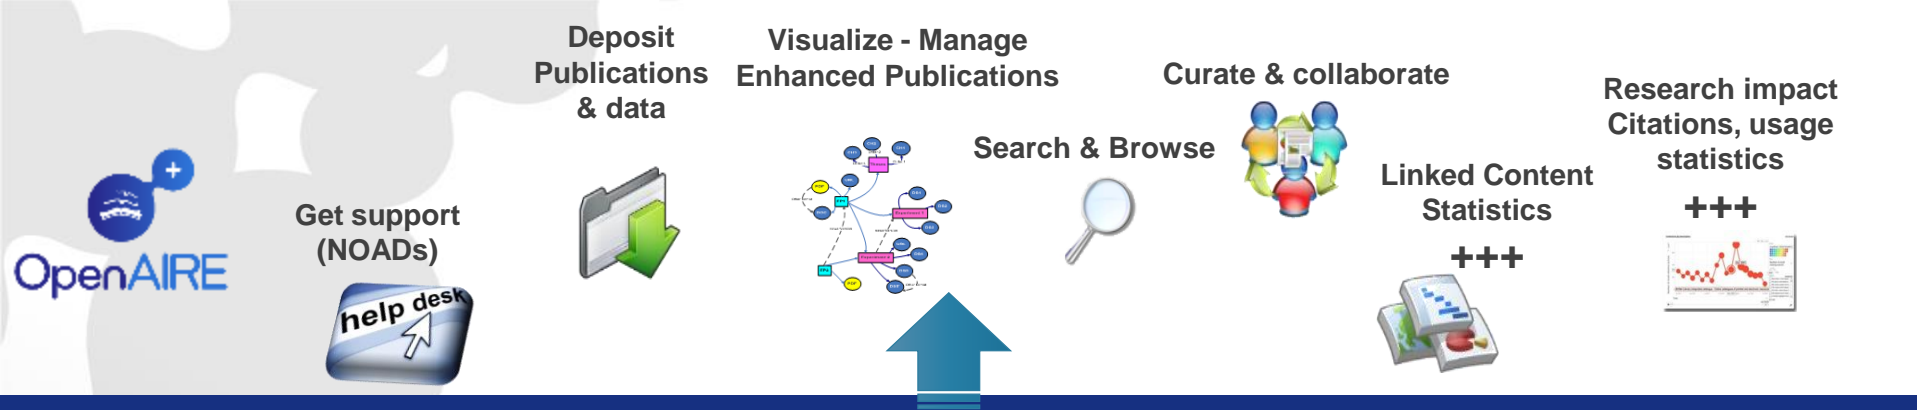 OpenAIRE
+
Get support
(NOADs)
help desk
Deposit
Publications
& data
Visualize - Manage
Enhanced Publications
PDF
Search & Browse
Curate & collaborate
Linked Content
Statistics
+++
Research impact
Citations, usage
statistics
+++